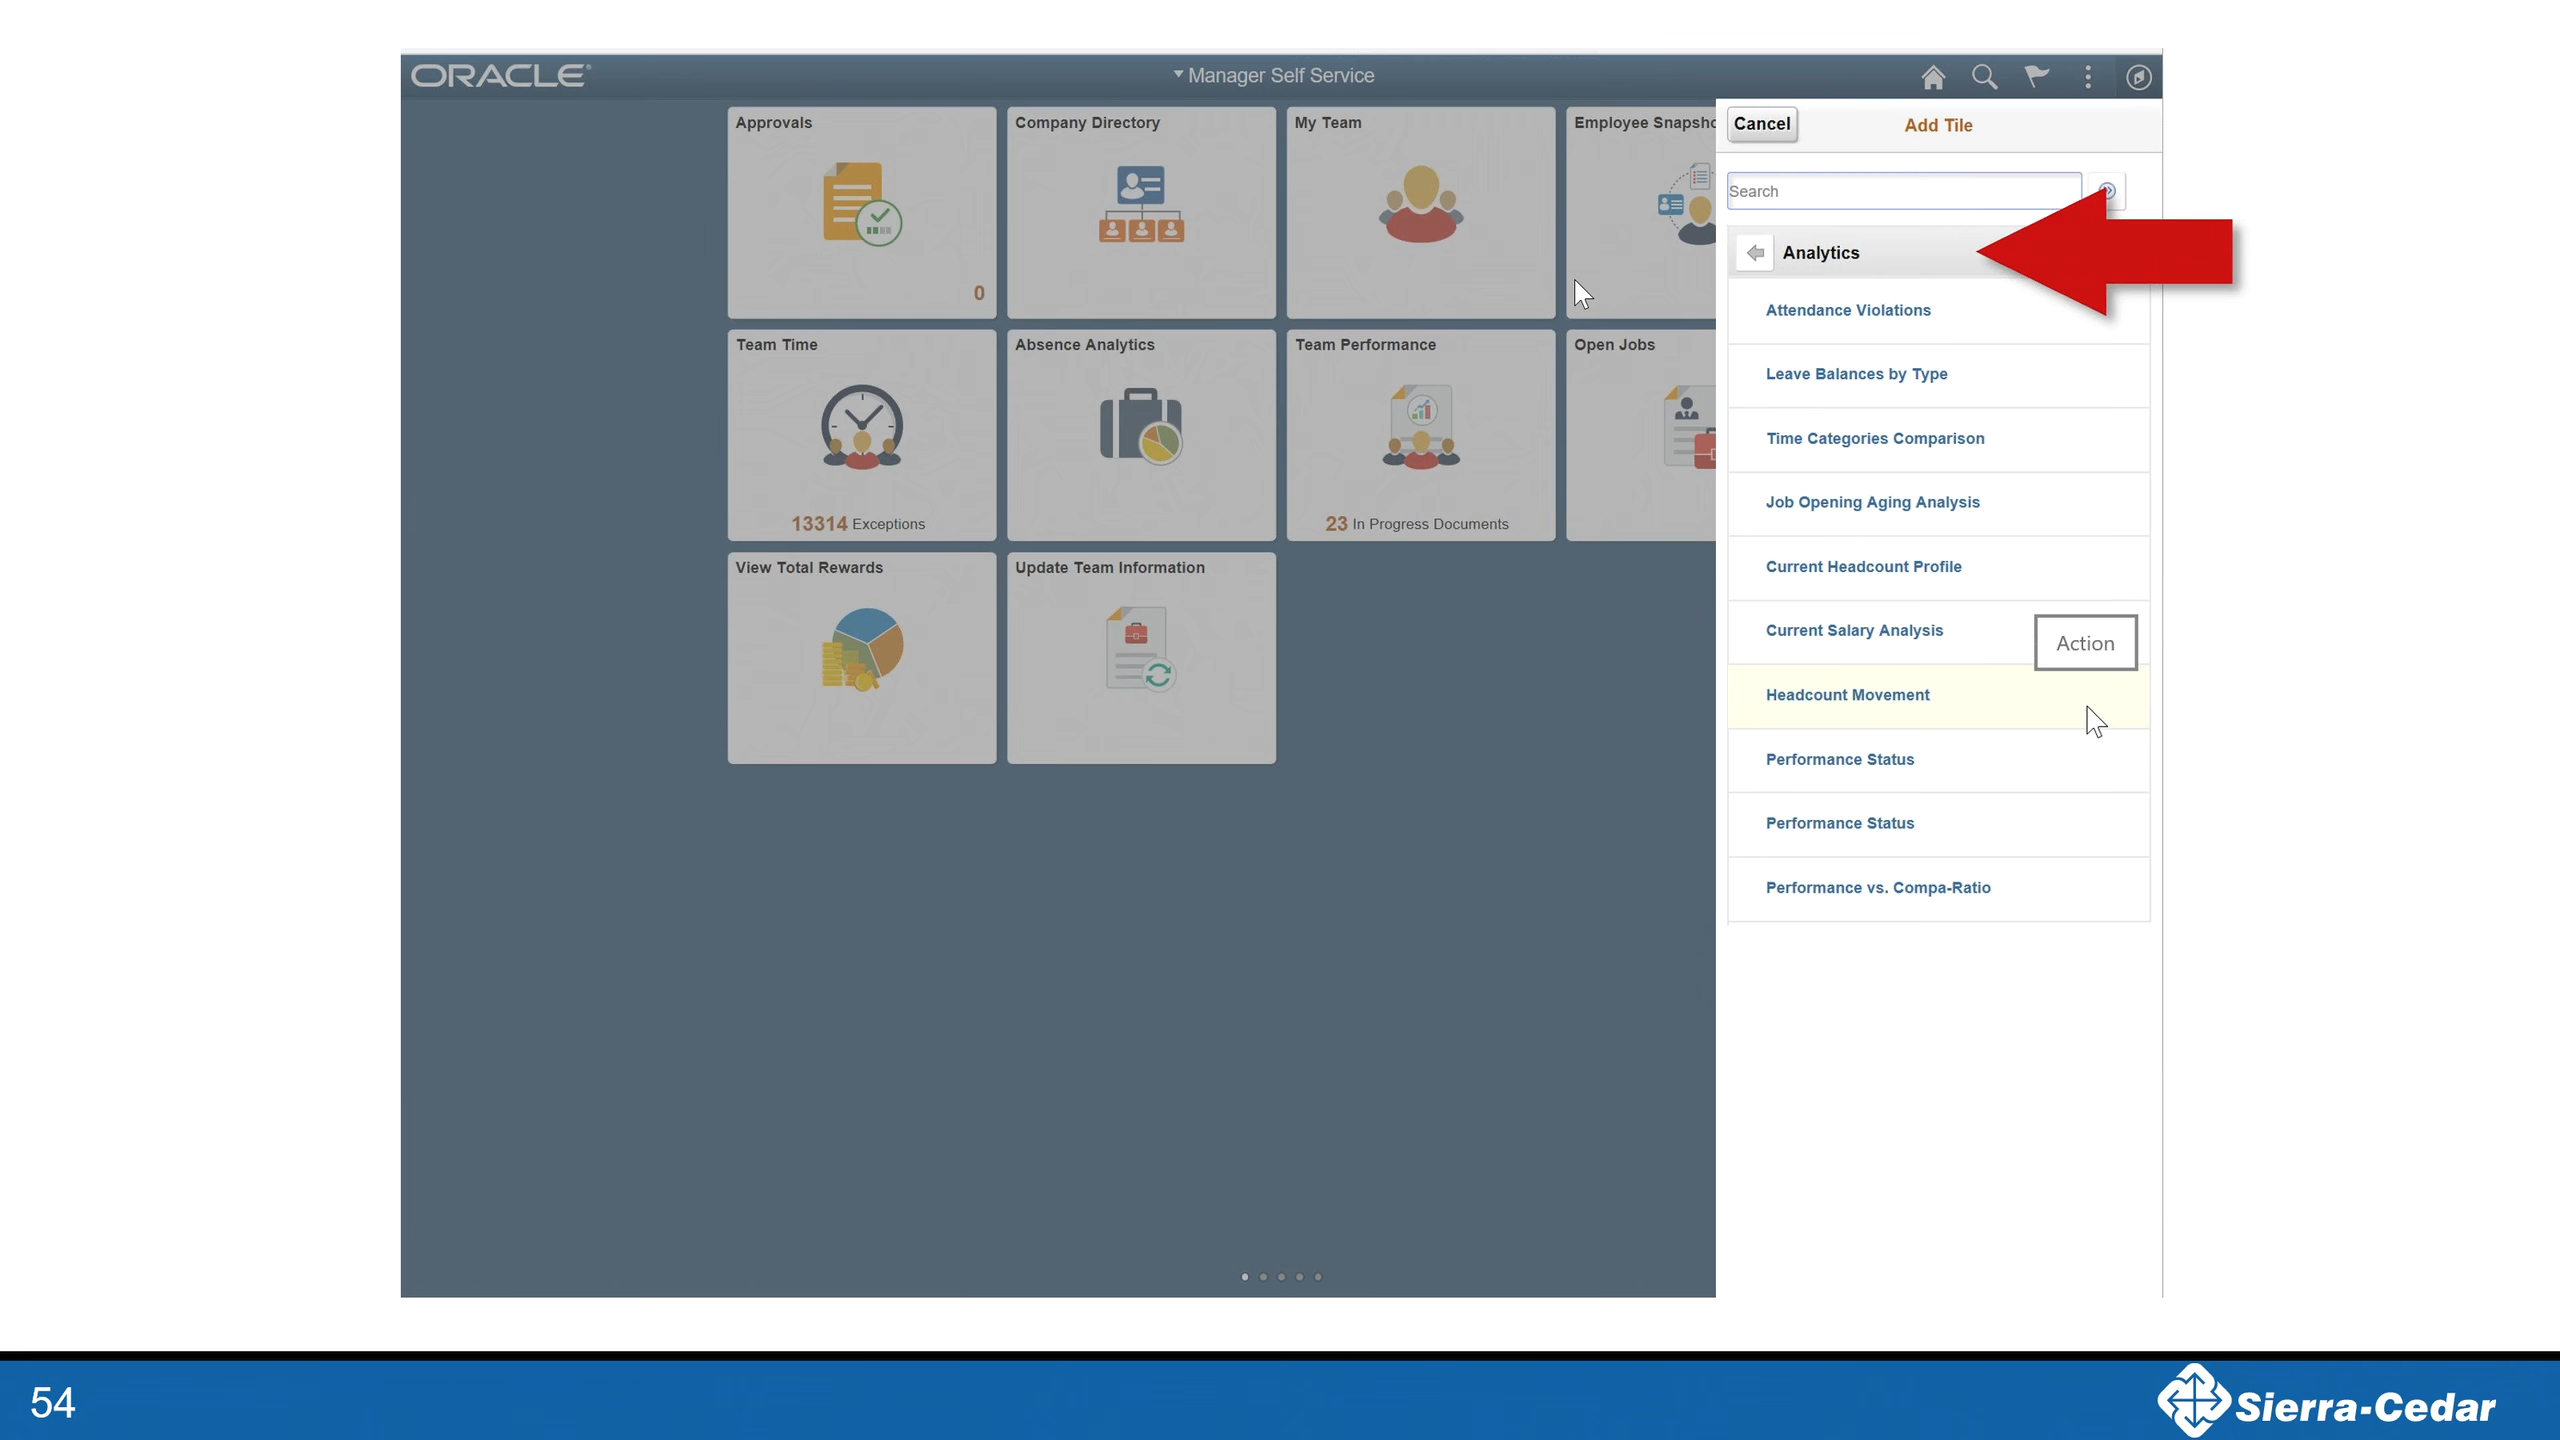 ORACLE
Manager Self Service
Approvals
Company Directory
My Team
Employee Snapsho
0
Team Time
Absence Analytics
Team Performance
Open Jobs
13314 Exceptions
23 In Progress Documents
View Total Rewards
Update Team Information
Cancel
Add Tile
Search
Analytics
Attendance Violations
Leave Balances by Type
Time Categories Comparison
Job Opening Aging Analysis
Current Headcount Profile
Current Salary Analysis
Action
Headcount Movement
Performance Status
Performance Status
Performance vs. Compa-Ratio
54
Sierra-Cedar